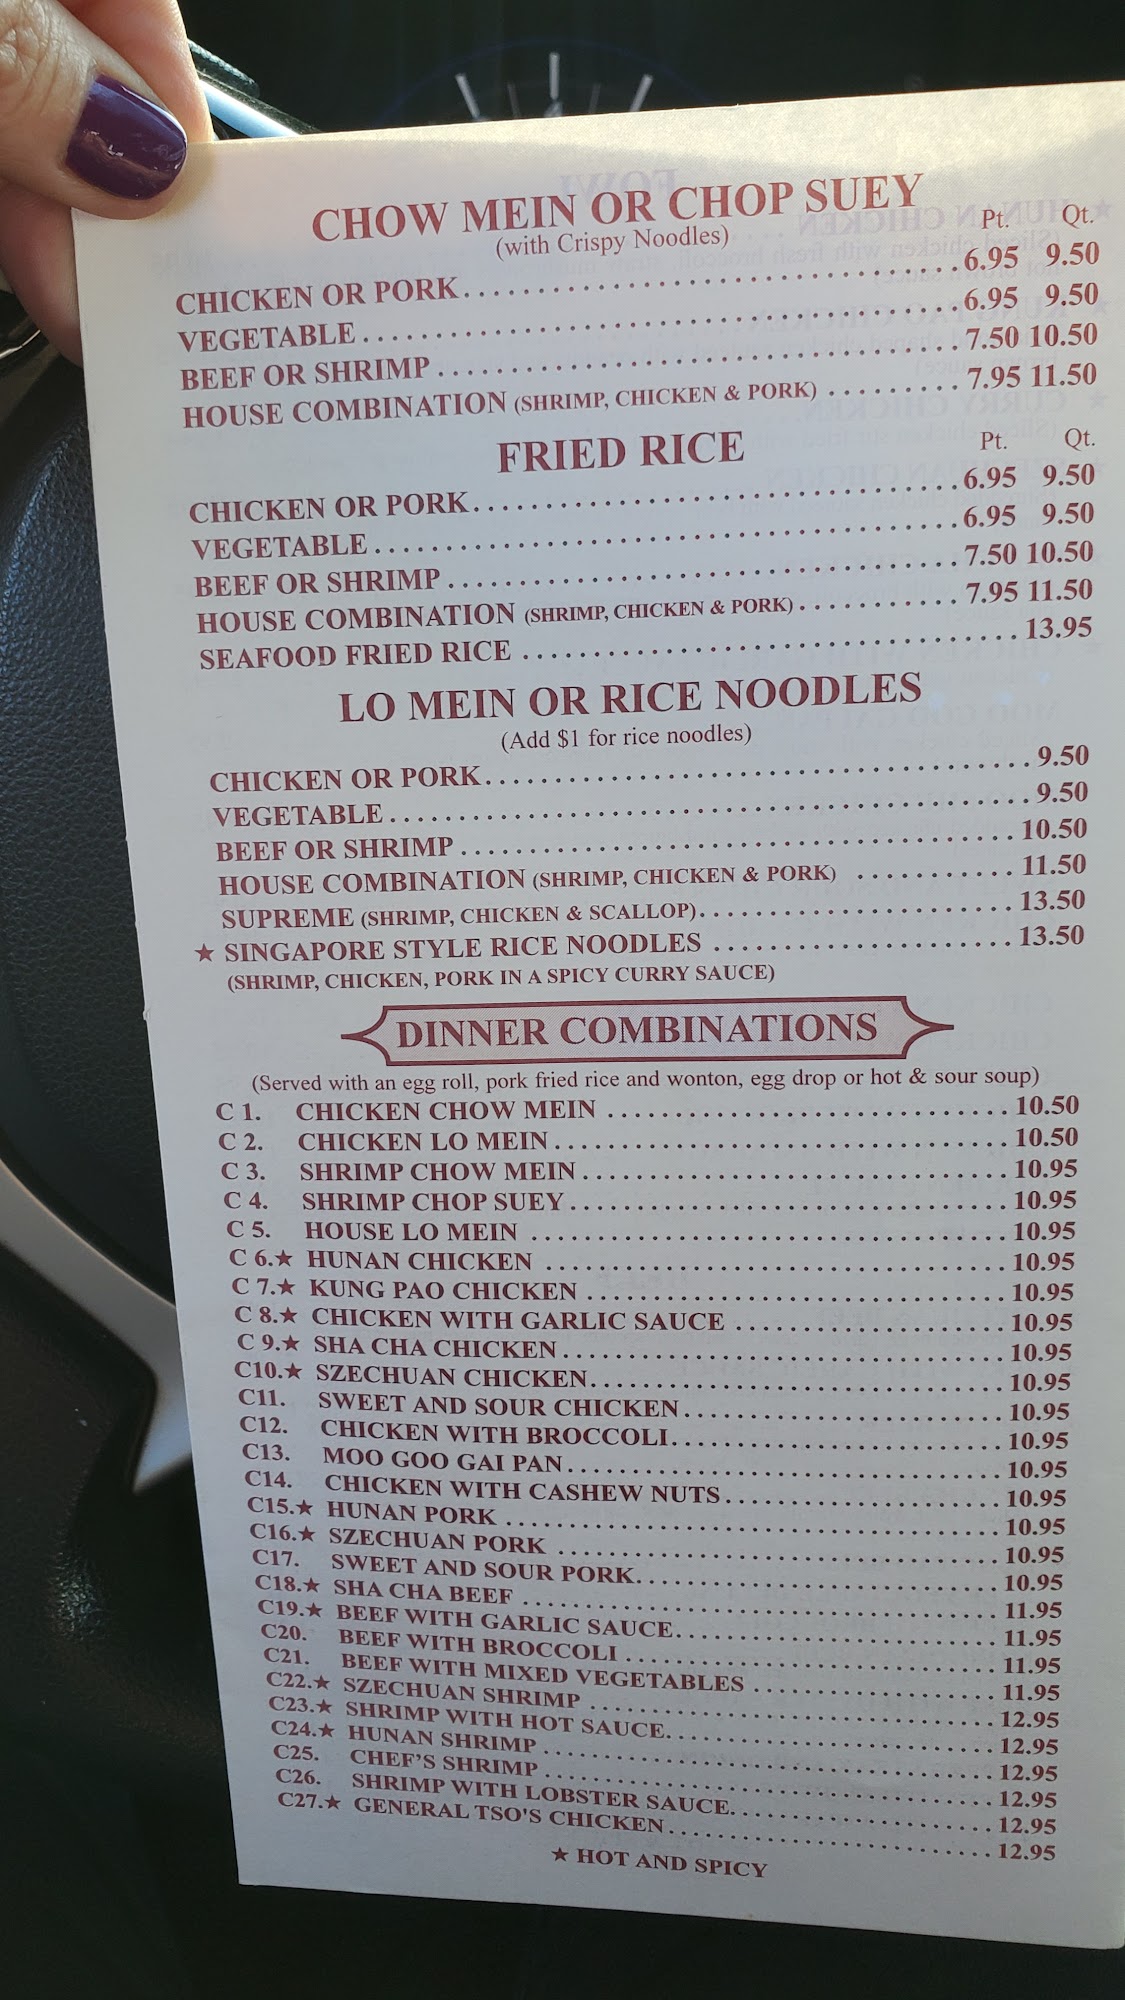 CHOW MEIN OR CHOP SUEY
(with Crispy Noodles) Pt. Qt.
CHICKEN OR PORK 6.95 9.50
VEGETABLE 6.95 9.50
BEEF OR SHRIMP 7.50 10.50
HOUSE COMBINATION (SHRIMP, CHICKEN & PORK) 7.95 11.50
FRIED RICE Pt. Qt.
CHICKEN OR PORK 6.95 9.50
VEGETABLE 6.95 9.50
BEEF OR SHRIMP 7.50 10.50
HOUSE COMBINATION (SHRIMP, CHICKEN & PORK) 7.95 11.50
SEAFOOD FRIED RICE 13.95
LO MEIN OR RICE NOODLES
(Add $1 for rice noodles)
CHICKEN OR PORK 9.50
VEGETABLE 9.50
BEEF OR SHRIMP 10.50
HOUSE COMBINATION (SHRIMP, CHICKEN & PORK) 11.50
SUPREME (SHRIMP, CHICKEN & SCALLOP) 13.50
★ SINGAPORE STYLE RICE NOODLES 13.50
(SHRIMP, CHICKEN, PORK IN A SPICY CURRY SAUCE)
DINNER COMBINATIONS
(Served with an egg roll, pork fried rice and wonton, egg drop or hot & sour soup)
C 1. CHICKEN CHOW MEIN 10.50
C 2. CHICKEN LO MEIN 10.50
C 3. SHRIMP CHOW MEIN 10.95
C 4. SHRIMP CHOP SUEY 10.95
C 5. HOUSE LO MEIN 10.95
C 6.★ HUNAN CHICKEN 10.95
C 7.★ KUNG PAO CHICKEN 10.95
C 8.★ CHICKEN WITH GARLIC SAUCE 10.95
C 9.★ SHA CHA CHICKEN 10.95
C10.★ SZECHUAN CHICKEN 10.95
C11. SWEET AND SOUR CHICKEN 10.95
C12. CHICKEN WITH BROCCOLI 10.95
C13. MOO GOO GAI PAN 10.95
C14. CHICKEN WITH CASHEW NUTS 10.95
C15.★ HUNAN PORK 10.95
C16.★ SZECHUAN PORK 10.95
C17. SWEET AND SOUR PORK 10.95
C18.★ SHA CHA BEEF 11.95
C19.★ BEEF WITH GARLIC SAUCE 11.95
C20. BEEF WITH BROCCOLI 11.95
C21. BEEF WITH MIXED VEGETABLES 11.95
C22.★ SZECHUAN SHRIMP 12.95
C23.★ SHRIMP WITH HOT SAUCE 12.95
C24.★ HUNAN SHRIMP 12.95
C25. CHEF'S SHRIMP 12.95
C26. SHRIMP WITH LOBSTER SAUCE 12.95
C27.★ GENERAL TSO'S CHICKEN 12.95
★ HOT AND SPICY